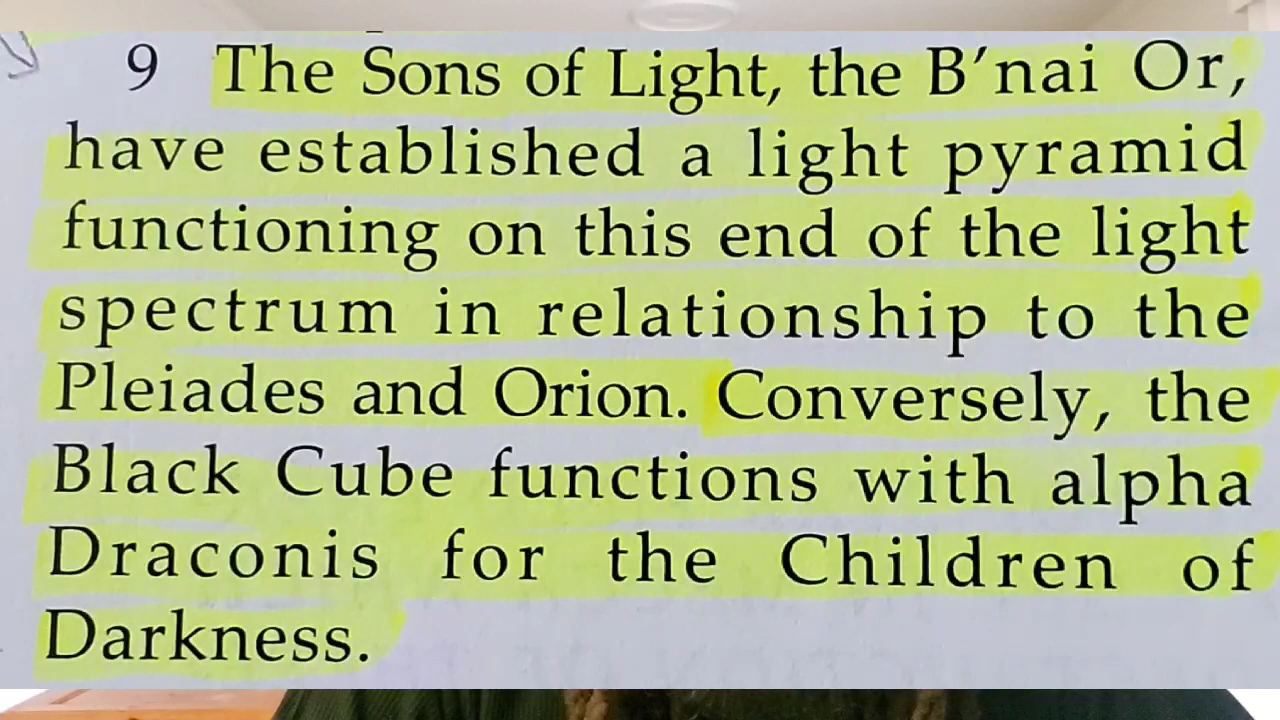 9 The Sons of Light, the B'nai Or,
have established a light pyramid
functioning on this end of the light
spectrum in relationship to the
Pleiades and Orion. Conversely, the
Black Cube functions with alpha
Draconis for the Children of
Darkness.